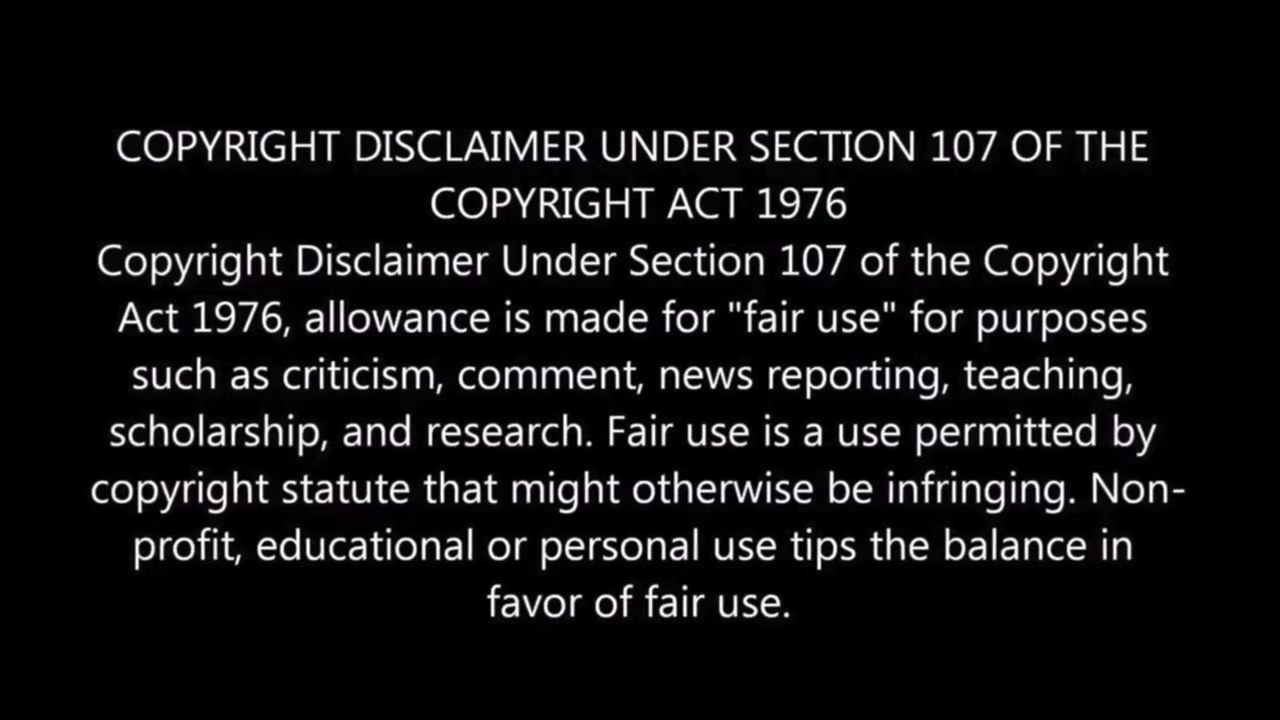 COPYRIGHT DISCLAIMER UNDER SECTION 107 OF THE
COPYRIGHT ACT 1976
Copyright Disclaimer Under Section 107 of the Copyright
Act 1976, allowance is made for "fair use" for purposes
such as criticism, comment, news reporting, teaching,
scholarship, and research. Fair use is a use permitted by
copyright statute that might otherwise be infringing. Non-
profit, educational or personal use tips the balance in
favor of fair use.